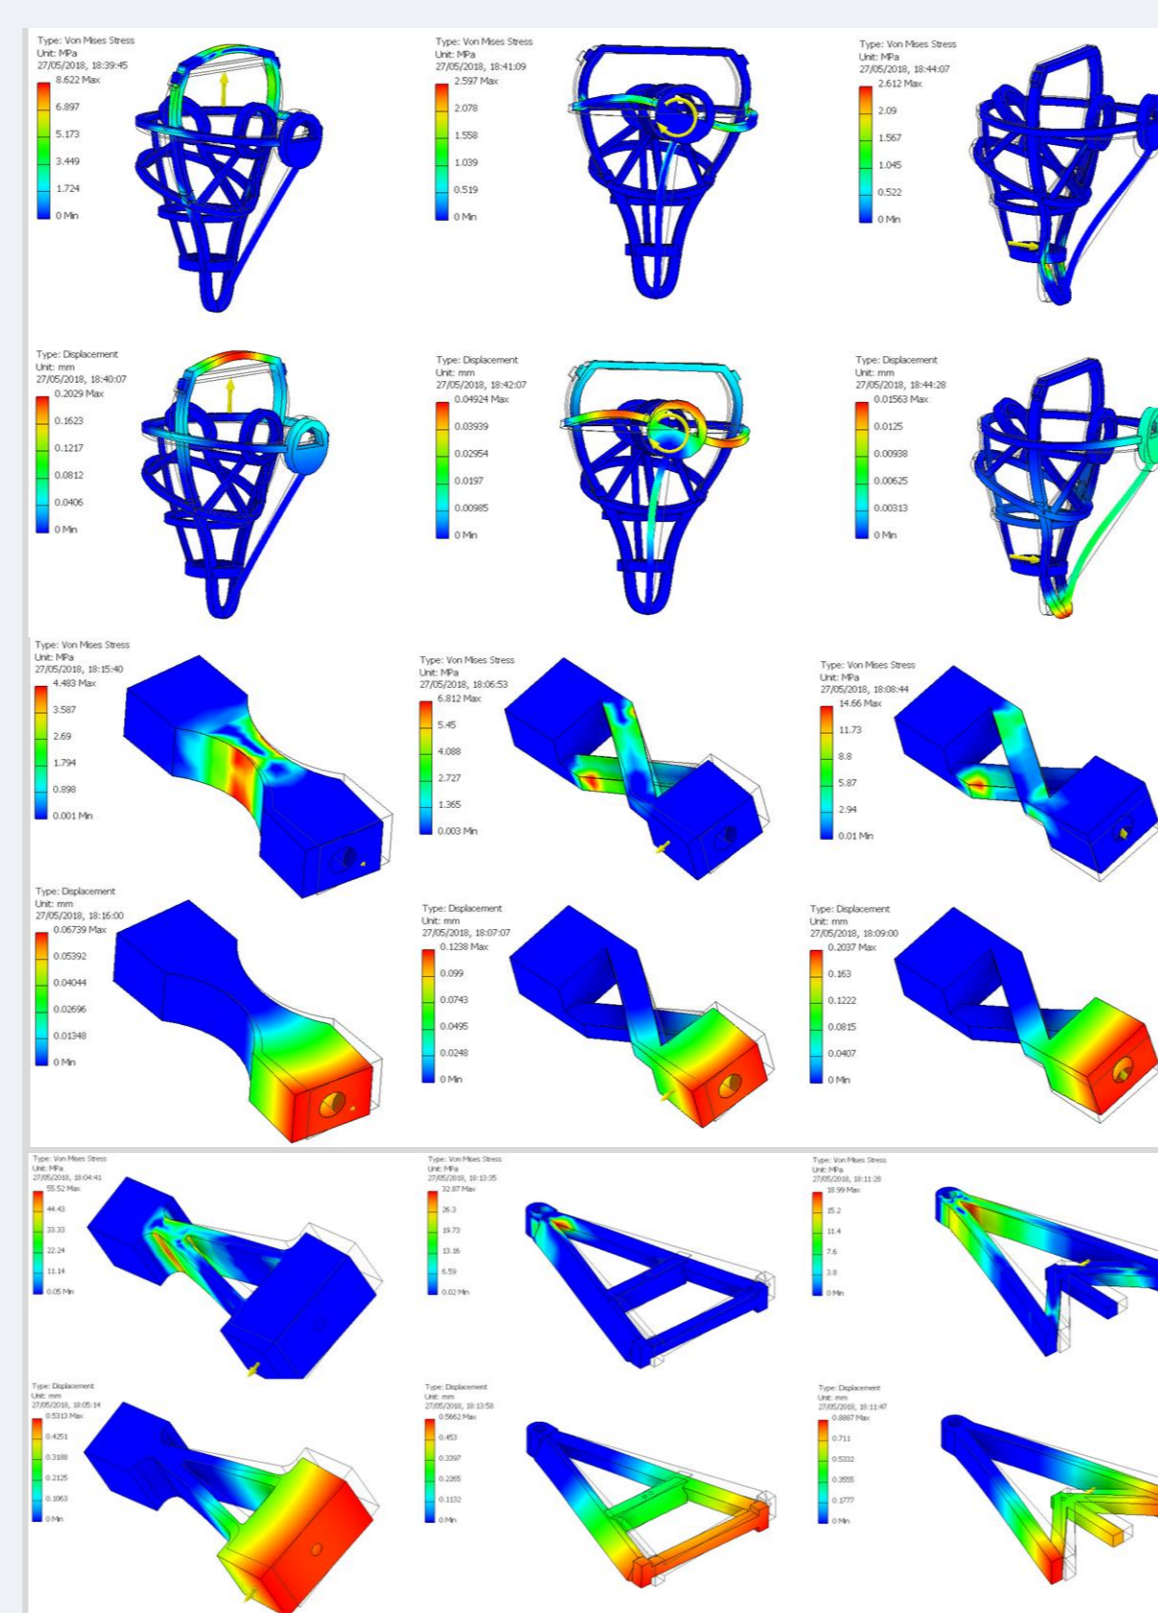 Type: Von Mises Stress
Unit: MPa
27/05/2018, 18:39:45
8.622 Max
6.897
5.173
3.449
1.724
0 Min
Type: Von Mises Stress
Unit: MPa
27/05/2018, 18:41:09
2.597 Max
2.078
1.558
1.039
0.519
0 Min
Type: Von Mises Stress
Unit: MPa
27/05/2018, 18:44:07
2.612 Max
2.09
1.567
1.045
0.522
0 Min
Type: Displacement
Unit: mm
27/05/2018, 18:40:07
0.2029 Max
0.1623
0.1217
0.0812
0.0406
0 Min
Type: Displacement
Unit: mm
27/05/2018, 18:42:07
0.04924 Max
0.03939
0.02954
0.0197
0.00985
0 Min
Type: Displacement
Unit: mm
27/05/2018, 18:44:28
0.01563 Max
0.0125
0.00938
0.00625
0.00313
0 Min
Type: Von Mises Stress
Unit: MPa
27/05/2018, 18:15:40
4.483 Max
3.587
2.69
1.794
0.898
0.001 Min
Type: Von Mises Stress
Unit: MPa
27/05/2018, 18:06:53
6.812 Max
5.45
4.088
2.727
1.365
0.003 Min
Type: Von Mises Stress
Unit: MPa
27/05/2018, 18:08:44
14.66 Max
11.73
8.8
5.87
2.94
0.01 Min
Type: Displacement
Unit: mm
27/05/2018, 18:16:00
0.06739 Max
0.05392
0.04044
0.02696
0.01348
0 Min
Type: Displacement
Unit: mm
27/05/2018, 18:07:07
0.1238 Max
0.099
0.0743
0.0495
0.0248
0 Min
Type: Displacement
Unit: mm
27/05/2018, 18:09:00
0.2037 Max
0.163
0.1222
0.0815
0.0407
0 Min
Type: Von Mises Stress
Unit: MPa
27/05/2018, 18:04:41
55.52 Max
44.43
33.33
22.24
11.14
0.05 Min
Type: Von Mises Stress
Unit: MPa
27/05/2018, 18:13:35
32.87 Max
26.3
19.73
13.16
6.59
0.02 Min
Type: Von Mises Stress
Unit: MPa
27/05/2018, 18:11:28
18.99 Max
15.2
11.4
7.6
3.8
0 Min
Type: Displacement
Unit: mm
27/05/2018, 18:05:14
0.5313 Max
0.4251
0.3188
0.2125
0.1063
0 Min
Type: Displacement
Unit: mm
27/05/2018, 18:13:58
0.5662 Max
0.453
0.3397
0.2265
0.1132
0 Min
Type: Displacement
Unit: mm
27/05/2018, 18:11:47
0.8887 Max
0.711
0.5332
0.3555
0.1777
0 Min